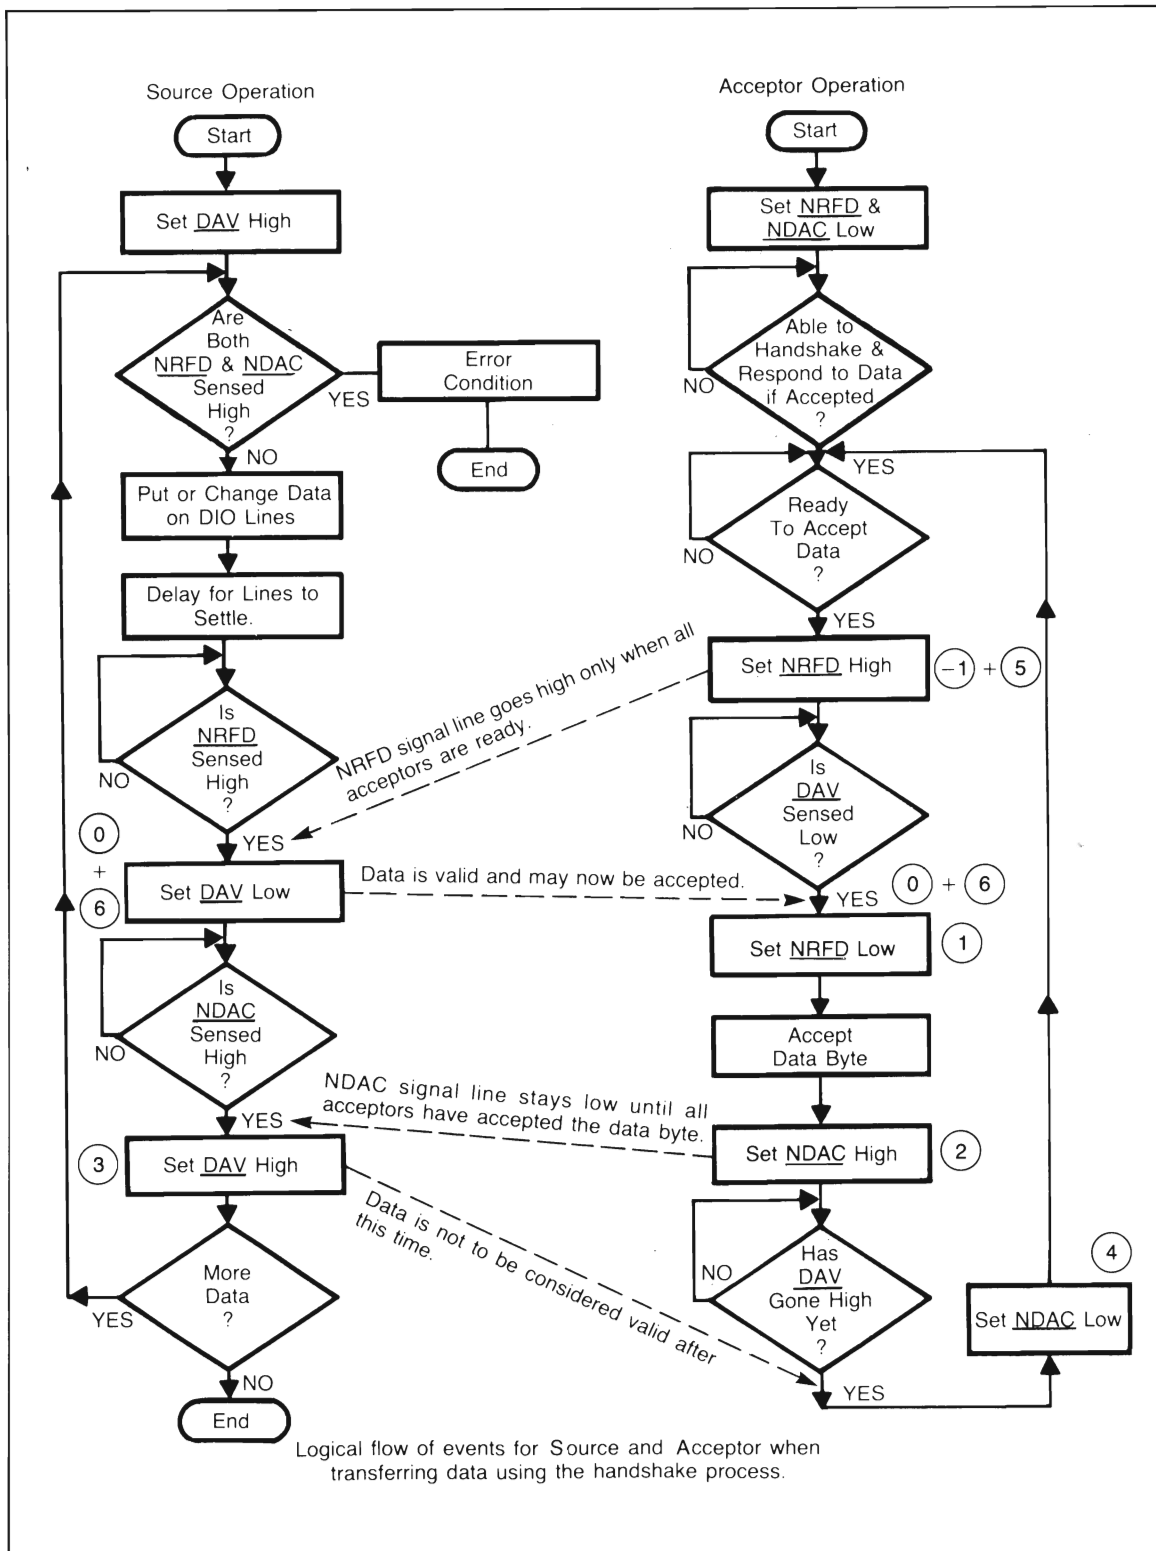 Source Operation
Start
Set DAV High
Are
Both
NRFD & NDAC
Sensed
High
?
YES
Error
Condition
End
NO
Put or Change Data
on DIO Lines
Delay for Lines to
Settle.
Is
NRFD
Sensed
High
?
NO
YES
0
+
6
Set DAV Low
Is
NDAC
Sensed
High
?
NO
YES
3
Set DAV High
More
Data
?
YES
NO
End
NRFD signal line goes high only when all
acceptors are ready.
Data is valid and may now be accepted.
NDAC signal line stays low until all
acceptors have accepted the data byte.
Data is not to be considered valid after
this time.
Acceptor Operation
Start
Set NRFD &
NDAC Low
Able to
Handshake &
Respond to Data
if Accepted
?
NO
YES
Ready
To Accept
Data
?
NO
YES
Set NRFD High
-1 + 5
Is
DAV
Sensed
Low
?
NO
YES
0 + 6
Set NRFD Low
1
Accept
Data Byte
Set NDAC High
2
Has
DAV
Gone High
Yet
?
NO
YES
4
Set NDAC Low
Logical flow of events for Source and Acceptor when
transferring data using the handshake process.